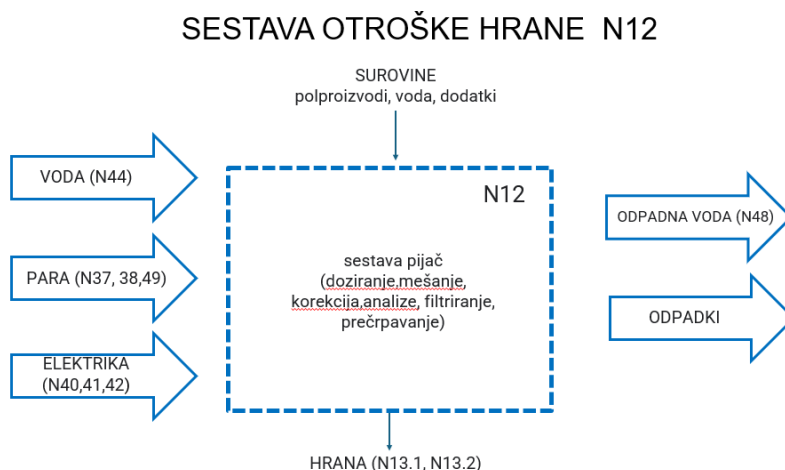 SESTAVA OTROŠKE HRANE N12
SUROVINE
polproizvodi, voda, dodatki
VODA (N44)
PARA (N37, 38,49)
ELEKTRIKA
(N40,41,42)
N12
sestava pijač
(doziranje,mešanje,
korekcija,analize, filtriranje,
prečrpavanje)
ODPADNA VODA (N48)
ODPADKI
HRANA (N13.1, N13.2)